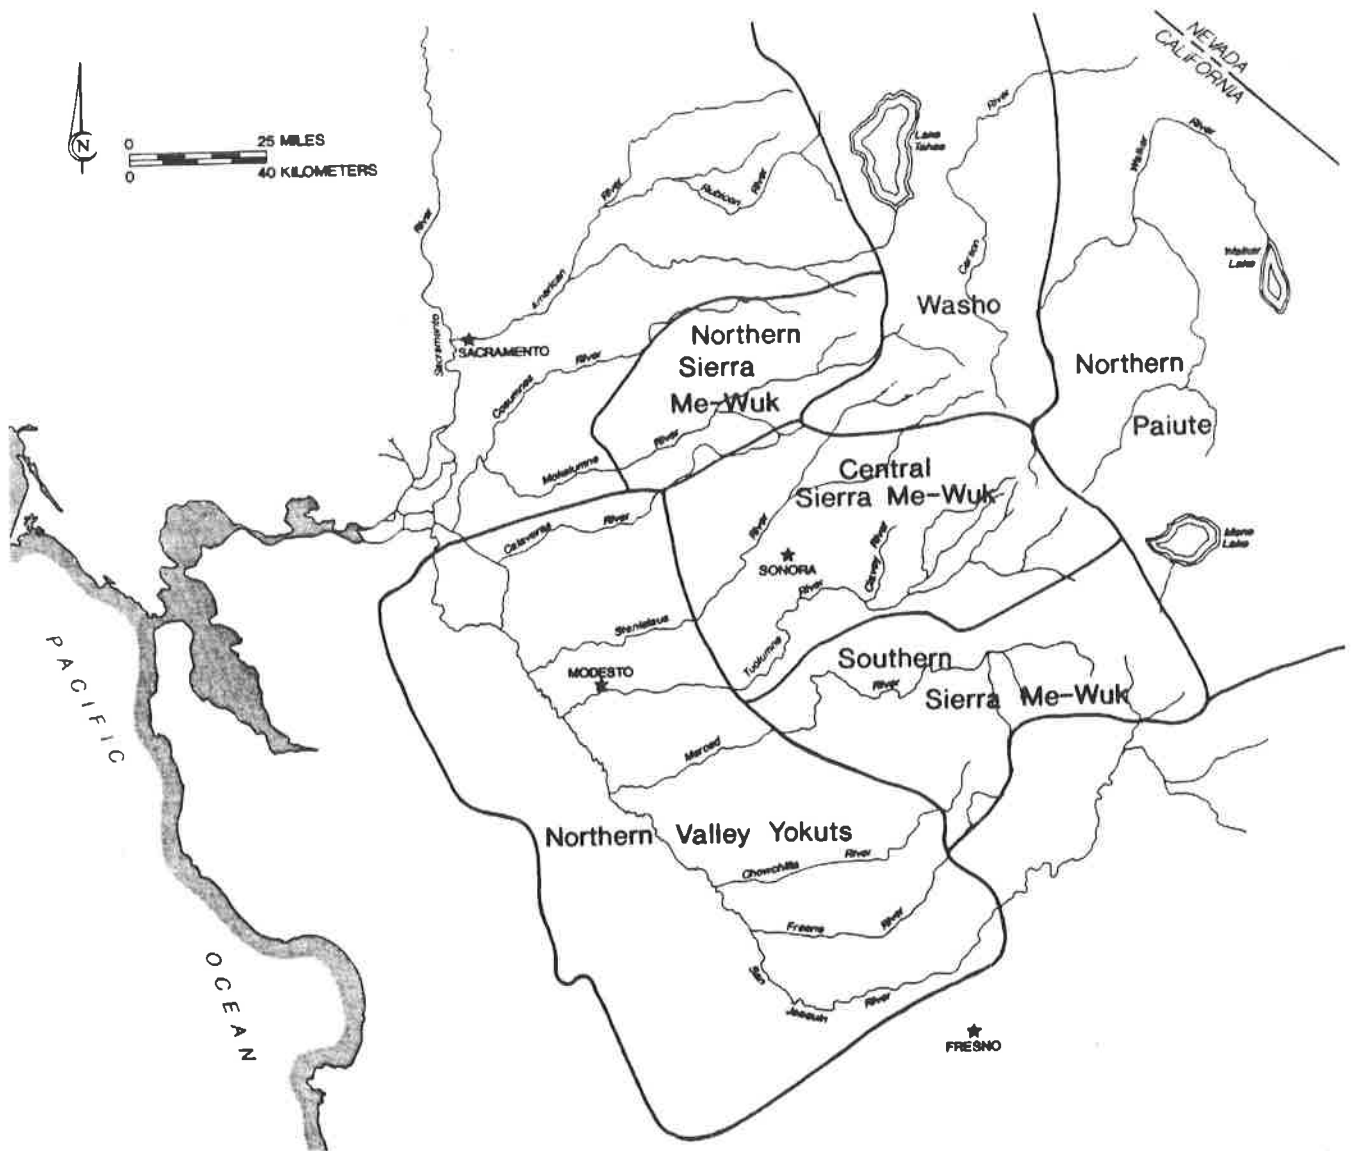 NEVADA
CALIFORNIA
N
0 25 MILES
0 40 KILOMETERS
River
Lake
Tahoe
River
River
Walker
River
Rubicon
River
River
American
Carson
Walker
Lake
Sacramento
SACRAMENTO
Washo
Northern
Sierra
Me-Wuk
River
Cosumnes
Northern
Paiute
River
Mokelumne
Central
Sierra Me-Wuk
Calaveras
River
River
Clavey
River
Mono
Lake
SONORA
River
Stanislaus
Tuolumne
MODESTO
Southern
Sierra Me-Wuk
River
Merced
PACIFIC
OCEAN
Northern Valley Yokuts
Chowchilla
River
Fresno
River
San
Joaquin
River
FRESNO